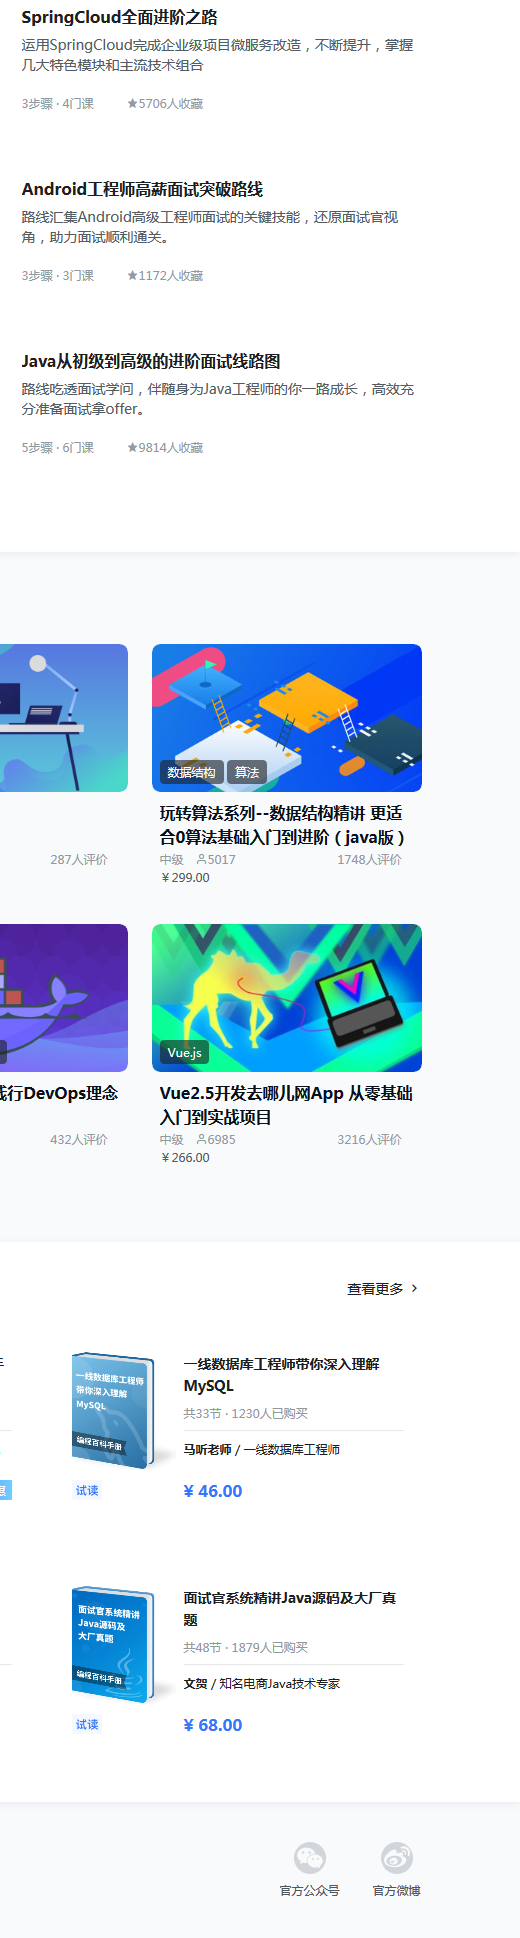 SpringCloud全面进阶之路
运用SpringCloud完成企业级项目微服务改造，不断提升，掌握
几大特色模块和主流技术组合
3步骤 · 4门课 ★5706人收藏
Android工程师高薪面试突破路线
路线汇集Android高级工程师面试的关键技能，还原面试官视
角，助力面试顺利通关。
3步骤 · 3门课 ★1172人收藏
Java从初级到高级的进阶面试线路图
路线吃透面试学问，伴随身为Java工程师的你一路成长，高效充
分准备面试拿offer。
5步骤 · 6门课 ★9814人收藏
数据结构 算法
玩转算法系列--数据结构精讲 更适
合0算法基础入门到进阶（java版）
287人评价 中级 5017 1748人评价
￥299.00
Vue.js
践行DevOps理念 Vue2.5开发去哪儿网App 从零基础
入门到实战项目
432人评价 中级 6985 3216人评价
￥266.00
查看更多 >
一线数据库工程师
带你深入理解
MySQL
编程百科手册
一线数据库工程师带你深入理解
MySQL
共33节 · 1230人已购买
马听老师 / 一线数据库工程师
惠 试读 ¥ 46.00
面试官系统精讲
Java源码及
大厂真题
编程百科手册
面试官系统精讲Java源码及大厂真
题
共48节 · 1879人已购买
文贺 / 知名电商Java技术专家
试读 ¥ 68.00
官方公众号 官方微博